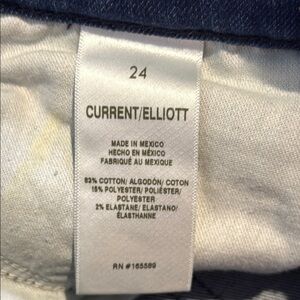 24
CURRENT/ELLIOTT
MADE IN MEXICO
HECHO EN MÉXICO
FABRIQUÉ AU MEXIQUE
83% COTTON/ ALGODÓN/ COTON
15% POLYESTER/ POLIÉSTER/
POLYESTER
2% ELASTANE/ ELASTANO/
ÉLASTHANNE
RN #165589